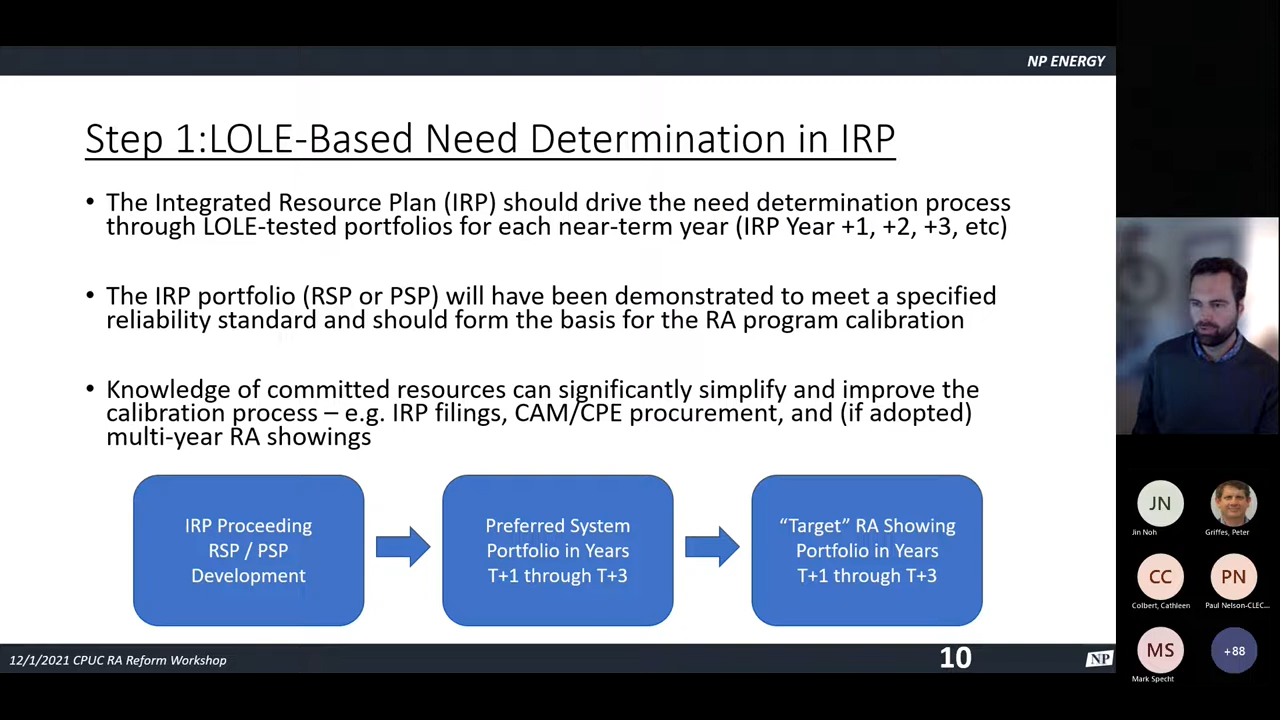 NP ENERGY
Step 1:LOLE-Based Need Determination in IRP
• The Integrated Resource Plan (IRP) should drive the need determination process
through LOLE-tested portfolios for each near-term year (IRP Year +1, +2, +3, etc)
• The IRP portfolio (RSP or PSP) will have been demonstrated to meet a specified
reliability standard and should form the basis for the RA program calibration
• Knowledge of committed resources can significantly simplify and improve the
calibration process – e.g. IRP filings, CAM/CPE procurement, and (if adopted)
multi-year RA showings
IRP Proceeding
RSP / PSP
Development
Preferred System
Portfolio in Years
T+1 through T+3
“Target” RA Showing
Portfolio in Years
T+1 through T+3
12/1/2021 CPUC RA Reform Workshop
10
NP
JN
Jin Noh
Griffes, Peter
CC
Colbert, Cathleen
PN
Paul Nelson-CLEC...
MS
Mark Specht
+88